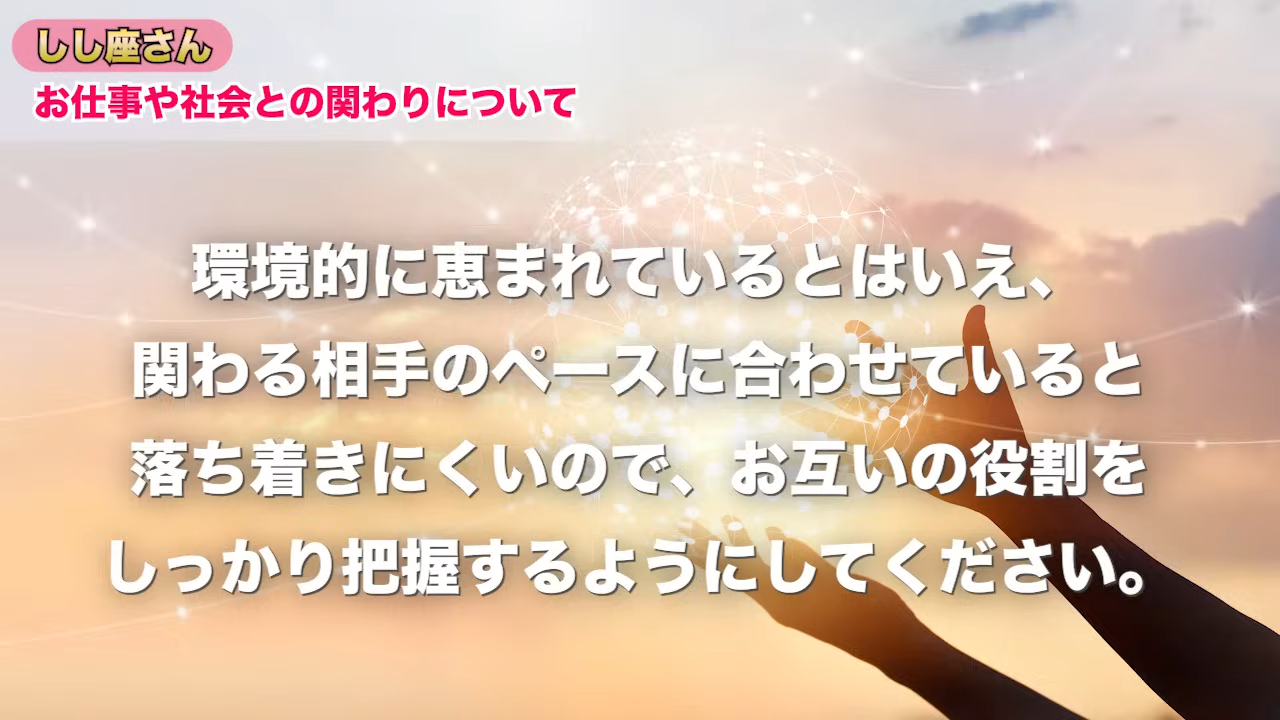 しし座さん
お仕事や社会との関わりについて
環境的に恵まれているとはいえ、
関わる相手のペースに合わせていると
落ち着きにくいので、お互いの役割を
しっかり把握するようにしてください。